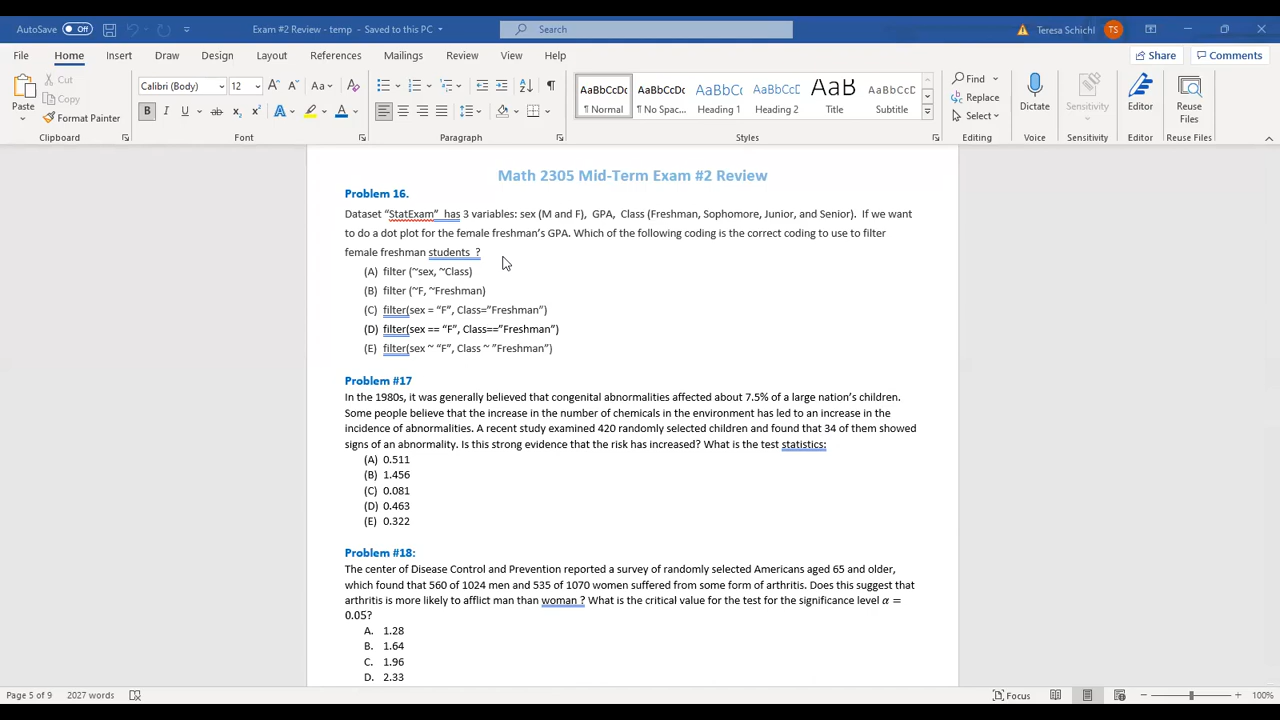 AutoSave Off Exam #2 Review - temp - Saved to this PC Search Teresa Schichl TS
File Home Insert Draw Design Layout References Mailings Review View Help Share Comments
Paste Cut Copy Format Painter Calibri (Body) 12 Aa AaBbCcDc AaBbCcDc AaBbCc AaBbCcC AaB AaBbCcD Find Replace Select Dictate Sensitivity Editor Reuse Files
¶ Normal ¶ No Spac... Heading 1 Heading 2 Title Subtitle
Clipboard Font Paragraph Styles Editing Voice Sensitivity Editor Reuse Files
Math 2305 Mid-Term Exam #2 Review
Problem 16.
Dataset “StatExam” has 3 variables: sex (M and F), GPA, Class (Freshman, Sophomore, Junior, and Senior). If we want
to do a dot plot for the female freshman’s GPA. Which of the following coding is the correct coding to use to filter
female freshman students ?
(A) filter (~sex, ~Class)
(B) filter (~F, ~Freshman)
(C) filter(sex = “F”, Class=”Freshman”)
(D) filter(sex == “F”, Class==”Freshman”)
(E) filter(sex ~ “F”, Class ~ ”Freshman”)
Problem #17
In the 1980s, it was generally believed that congenital abnormalities affected about 7.5% of a large nation’s children.
Some people believe that the increase in the number of chemicals in the environment has led to an increase in the
incidence of abnormalities. A recent study examined 420 randomly selected children and found that 34 of them showed
signs of an abnormality. Is this strong evidence that the risk has increased? What is the test statistics:
(A) 0.511
(B) 1.456
(C) 0.081
(D) 0.463
(E) 0.322
Problem #18:
The center of Disease Control and Prevention reported a survey of randomly selected Americans aged 65 and older,
which found that 560 of 1024 men and 535 of 1070 women suffered from some form of arthritis. Does this suggest that
arthritis is more likely to afflict man than woman ? What is the critical value for the test for the significance level α =
0.05?
A. 1.28
B. 1.64
C. 1.96
D. 2.33
Page 5 of 9 2027 words Focus 100%